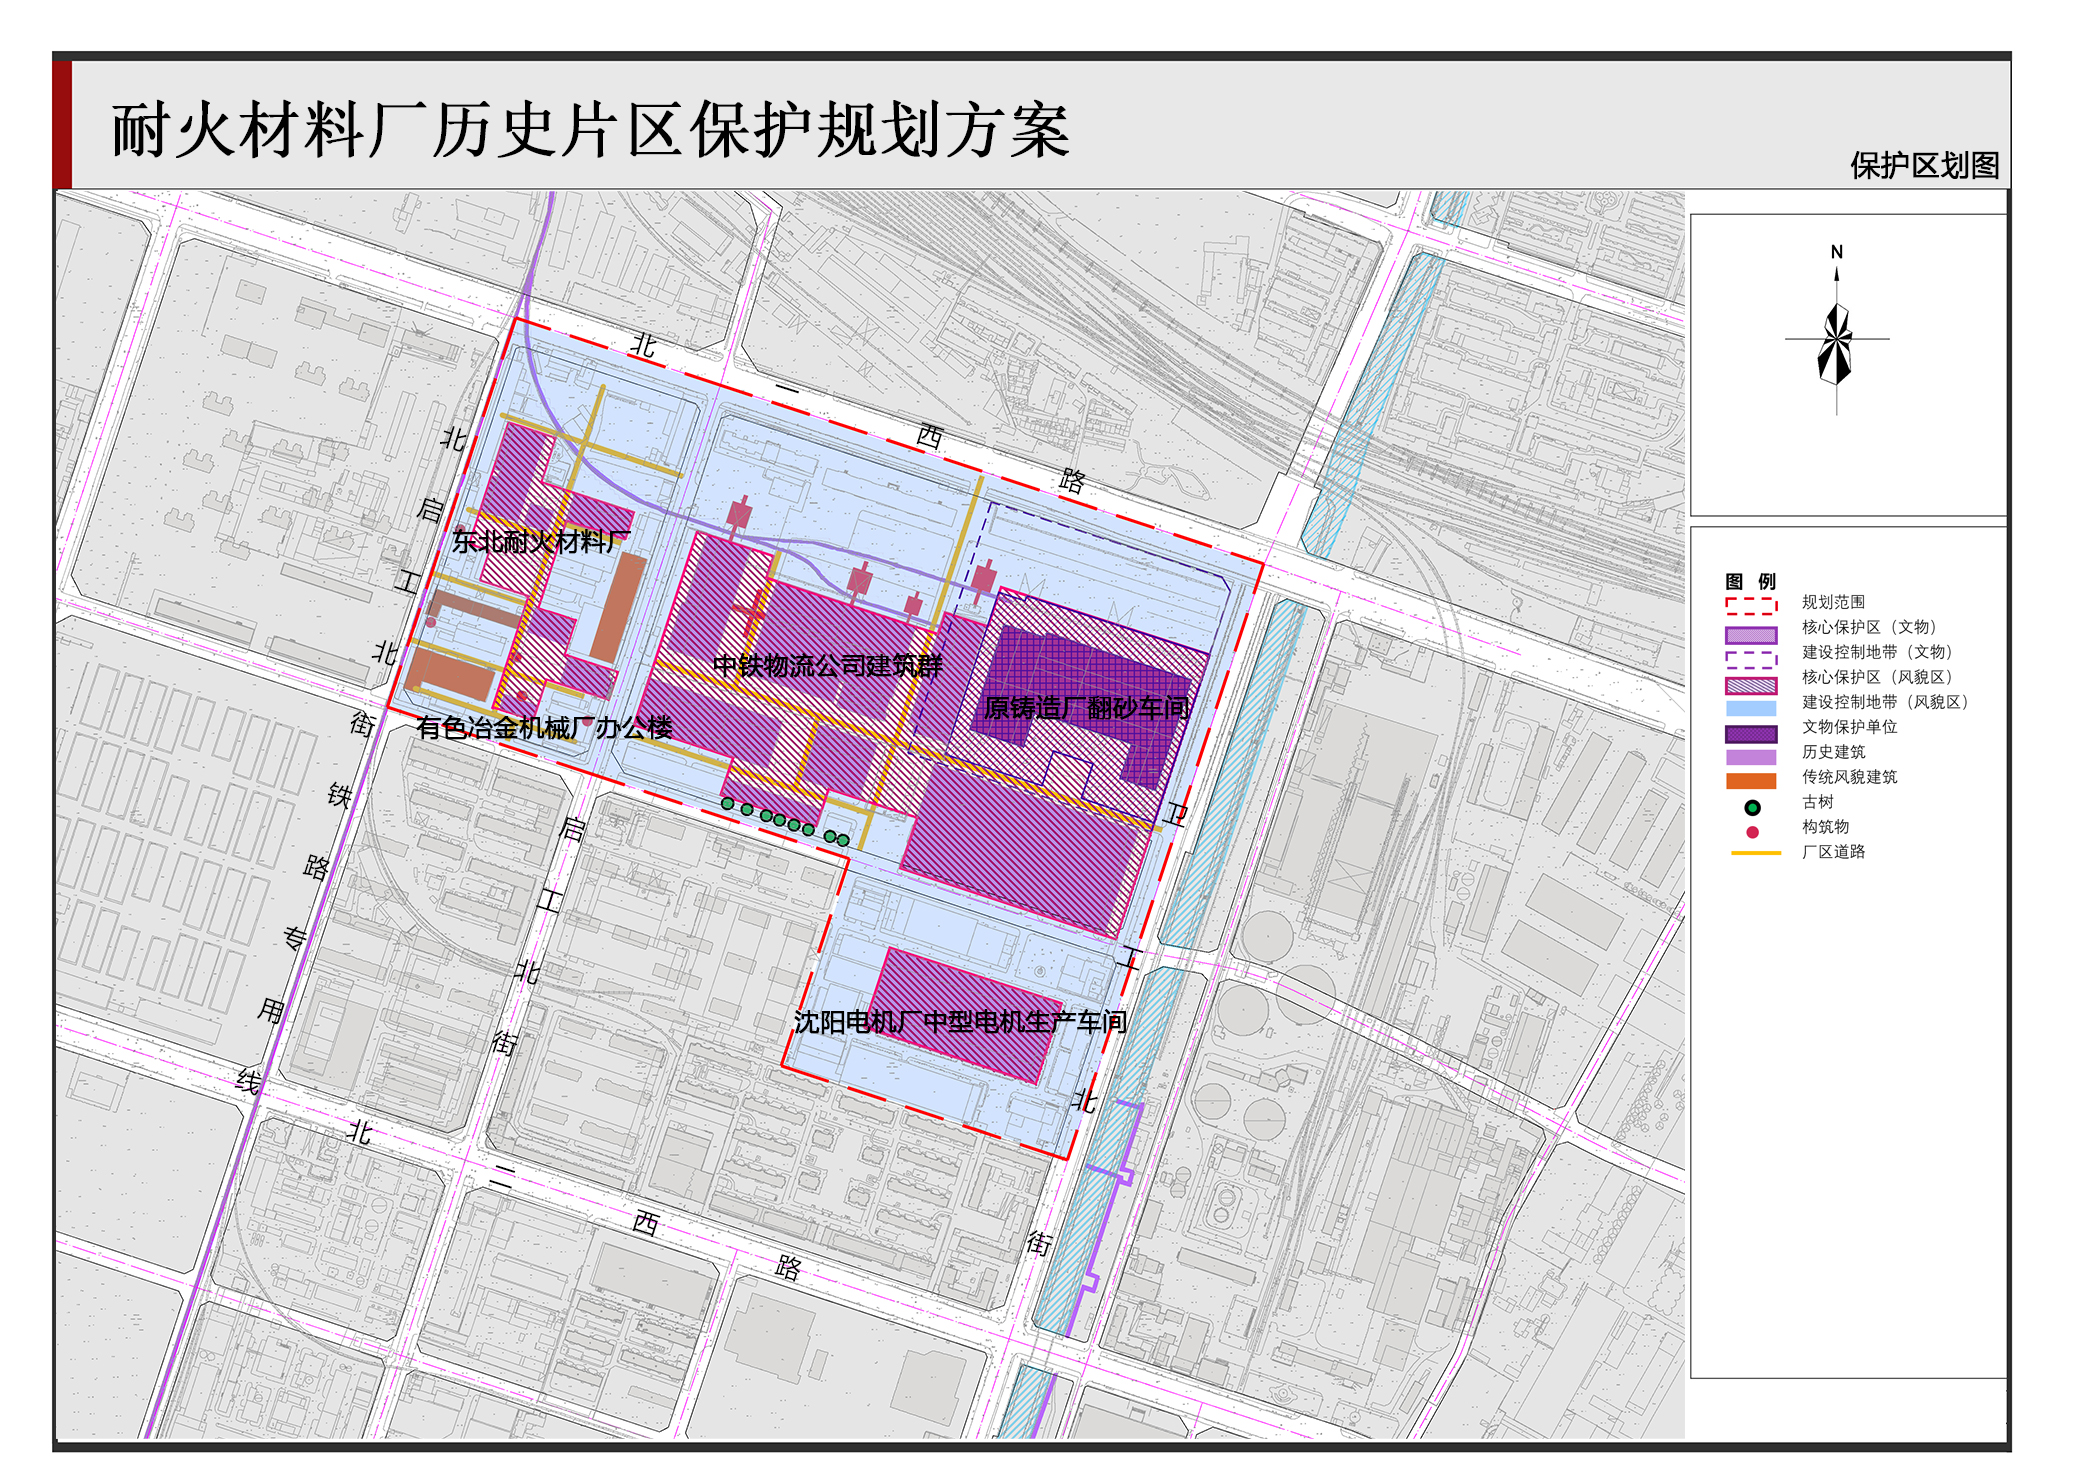 耐火材料厂历史片区保护规划方案
保护区划图
N
图 例
规划范围
核心保护区（文物）
建设控制地带（文物）
核心保护区（风貌区）
建设控制地带（风貌区）
文物保护单位
历史建筑
传统风貌建筑
古树
构筑物
厂区道路
北一西路
北启工北街
铁路专用线
东北耐火材料厂
中铁物流公司建筑群
原铸造厂翻砂车间
有色冶金机械厂办公楼
沈阳电机厂中型电机生产车间
启工北街
卫工北街
北二西路